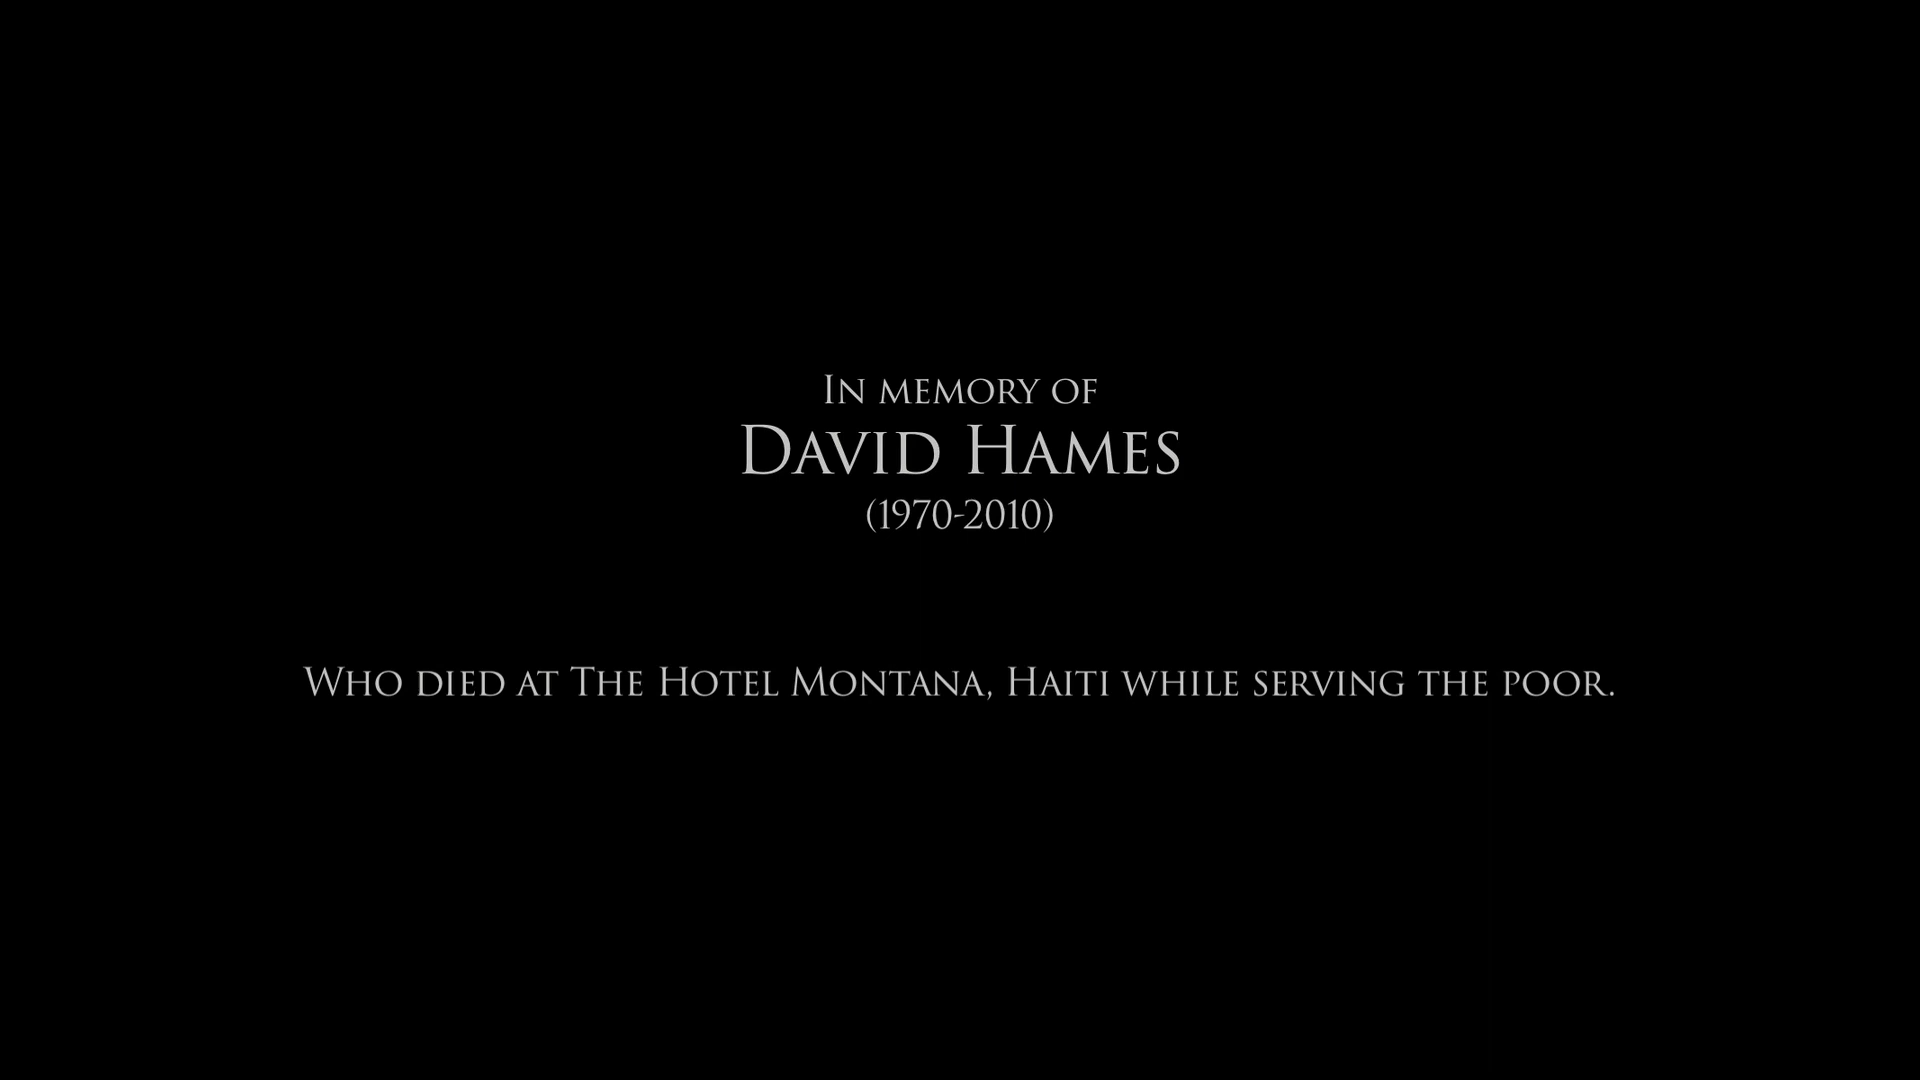 In memory of
David Hames
(1970-2010)
Who died at The Hotel Montana, Haiti while serving the poor.